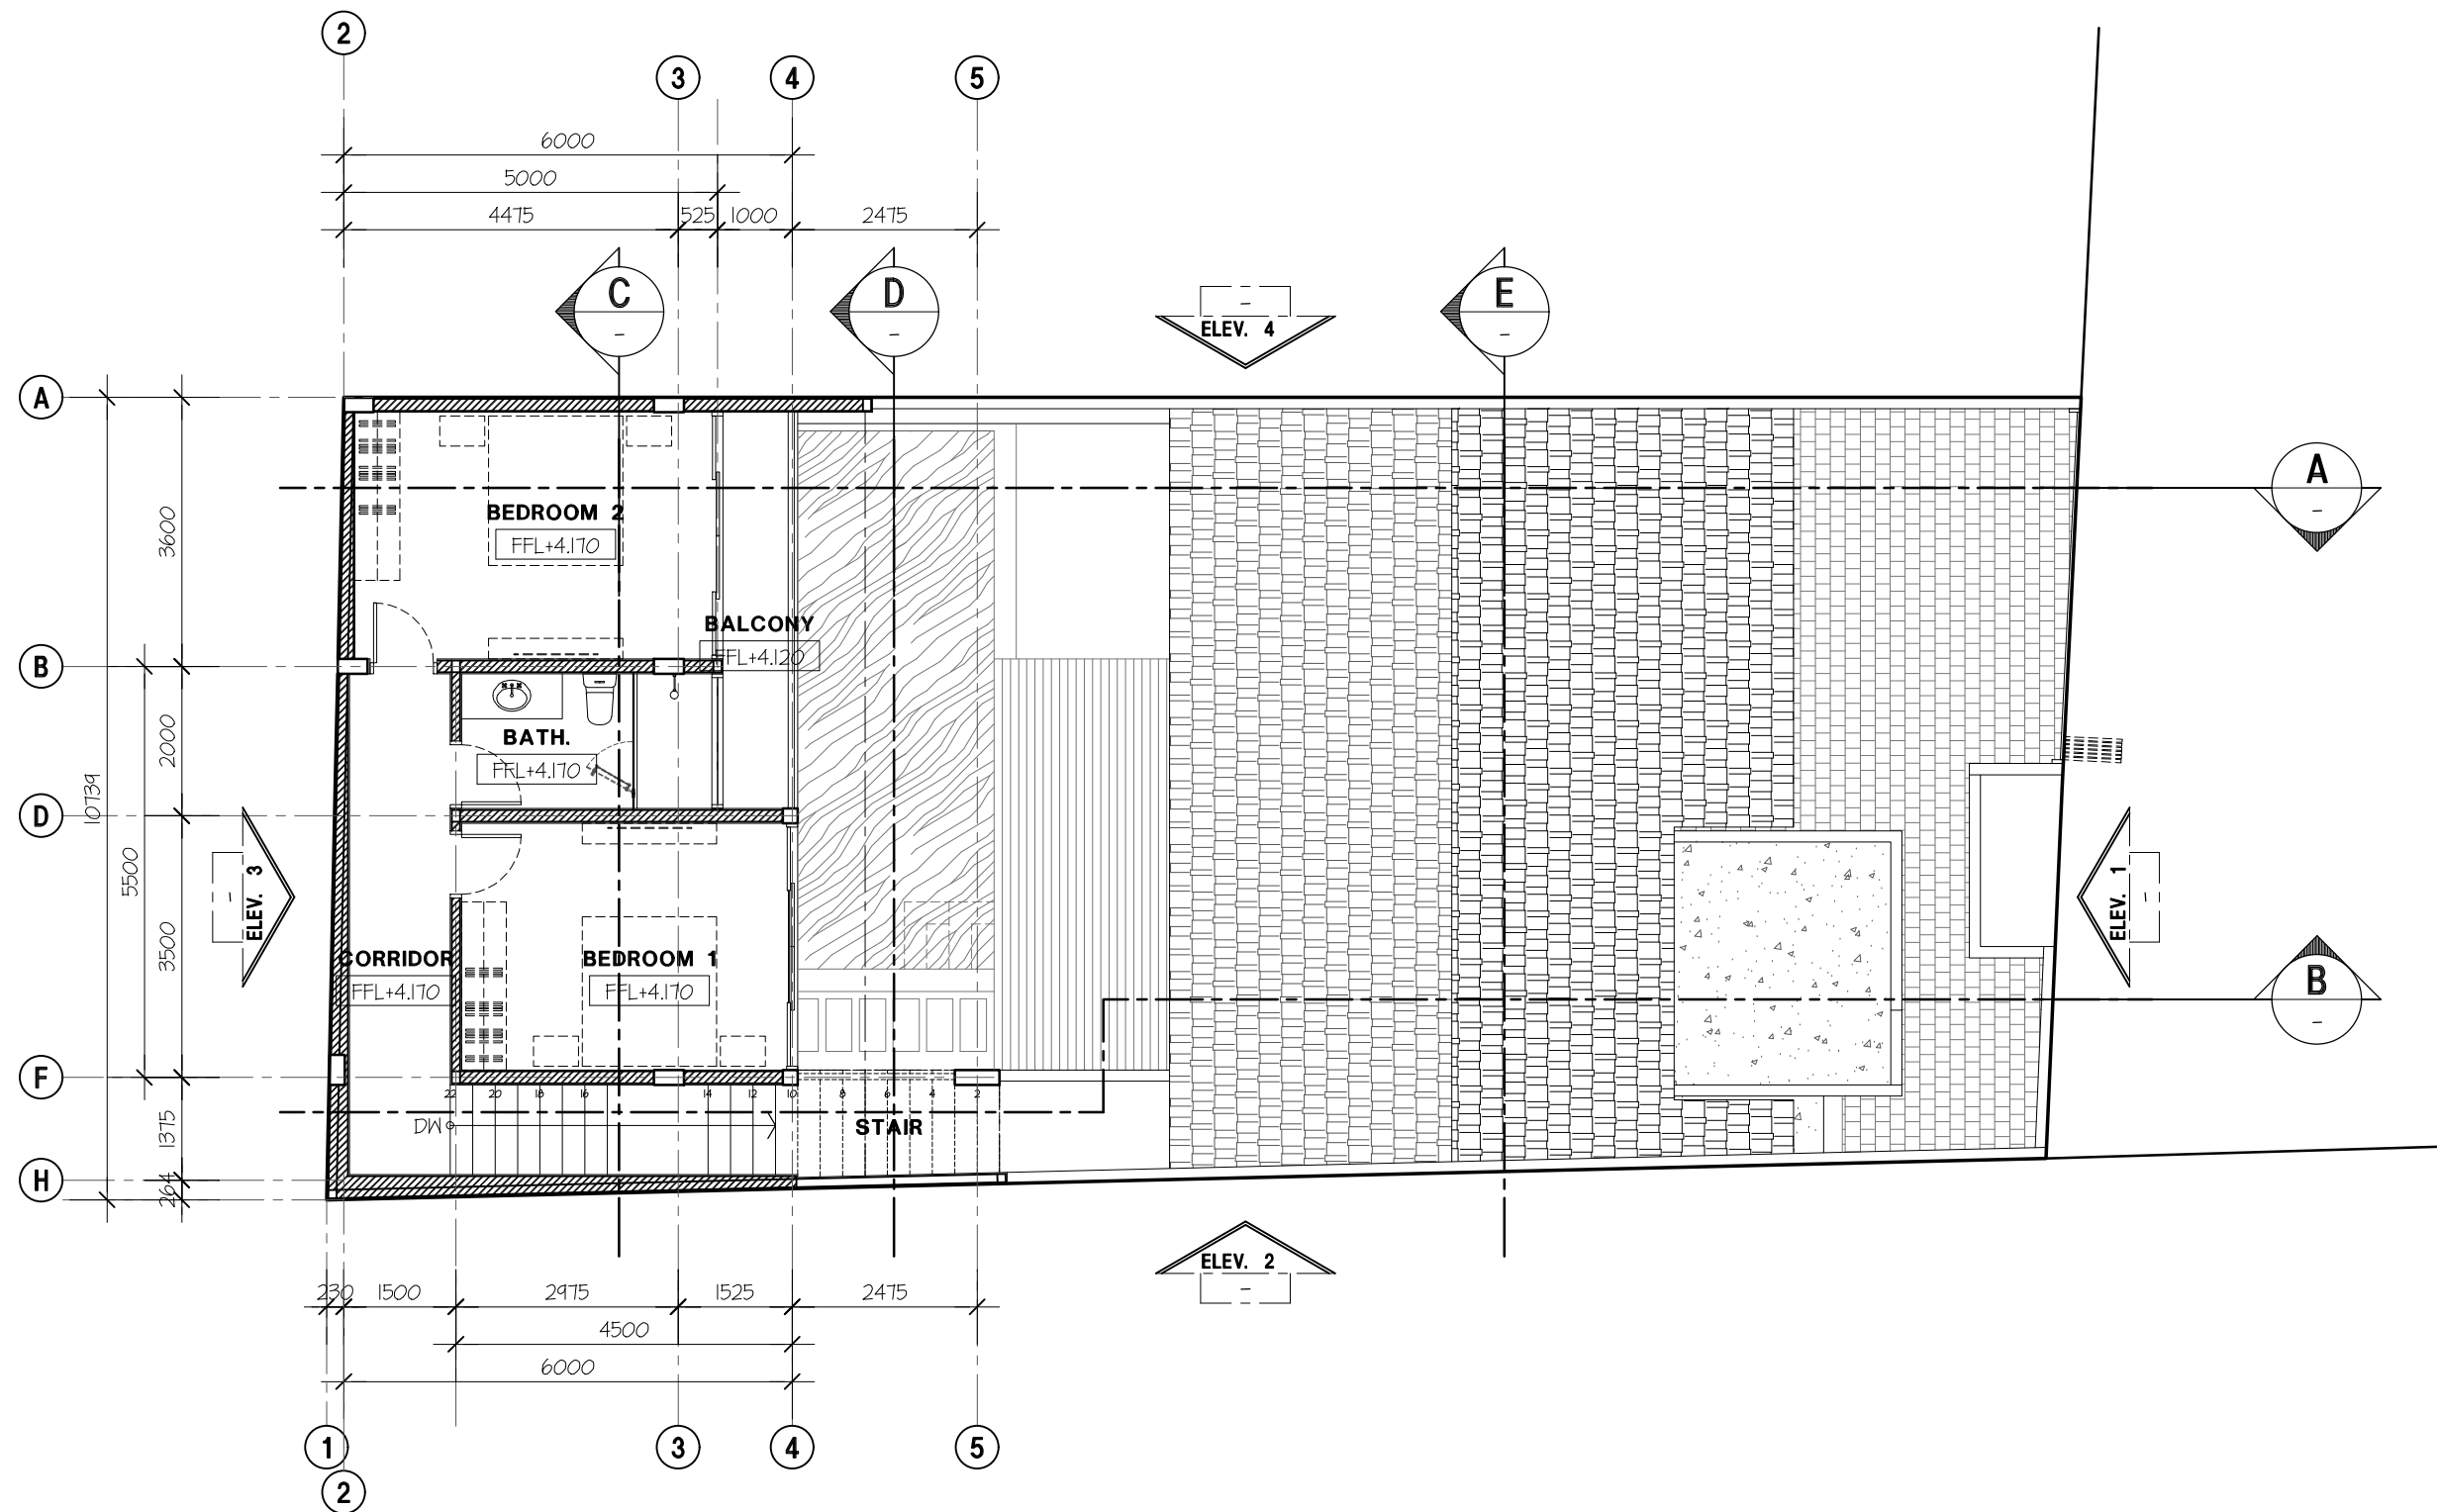 2
3
4
5
6000
5000
4475
525
1000
2475
C
-
D
-
E
-
-
ELEV. 4
A
B
D
F
H
3600
2000
3500
1375
264
5500
10739
A
-
B
-
BEDROOM 2
FFL+4.170
BALCONY
FFL+4.120
BATH.
FFL+4.170
CORRIDOR
FFL+4.170
BEDROOM 1
FFL+4.170
-
ELEV. 3
ELEV. 1
-
22
20
18
16
14
12
10
8
6
4
2
DW
STAIR
ELEV. 2
-
230
1500
2975
1525
2475
4500
6000
1
2
3
4
5